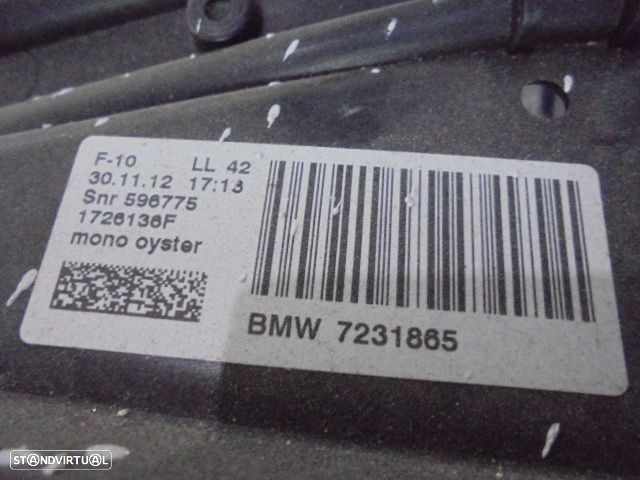 F-10 LL 42
30.11.12 17:13
Snr 596775
1726136F
mono oyster
BMW 7231865
STANDVIRTUAL